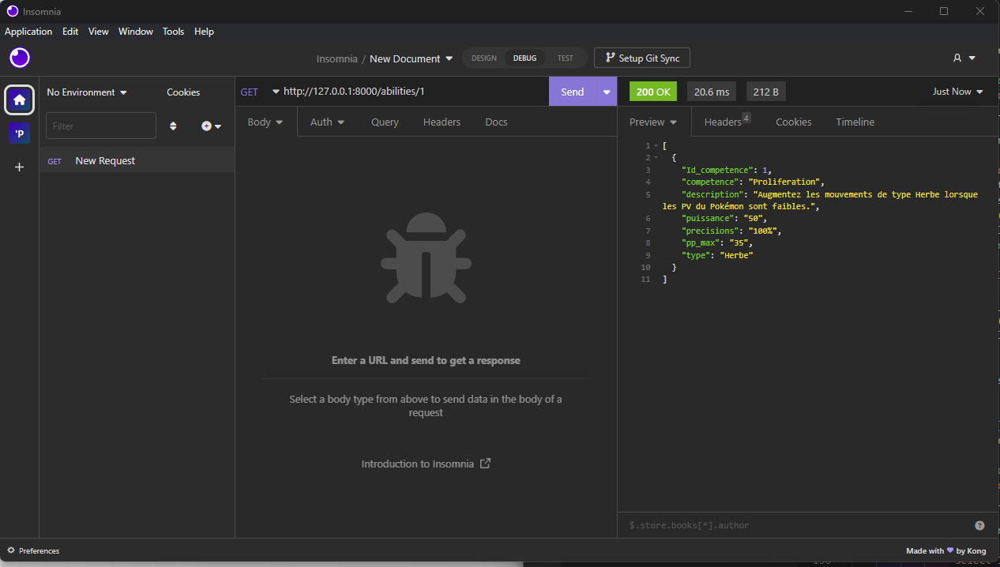 Insomnia
Application Edit View Window Tools Help
Insomnia / New Document DESIGN DEBUG TEST Setup Git Sync
No Environment Cookies
Filter
GET New Request
'P
GET http://127.0.0.1:8000/abilities/1 Send
Body Auth Query Headers Docs
Enter a URL and send to get a response
Select a body type from above to send data in the body of a
request
Introduction to Insomnia
200 OK 20.6 ms 212 B Just Now
Preview Headers 4 Cookies Timeline
1 [
2 {
3 "Id_competence": 1,
4 "competence": "Proliferation",
5 "description": "Augmentez les mouvements de type Herbe lorsque
les PV du Pokémon sont faibles.",
6 "puissance": "50",
7 "precisions": "100%",
8 "pp_max": "35",
9 "type": "Herbe"
10 }
11 ]
$.store.books[*].author ?
Preferences
Made with ♥ by Kong